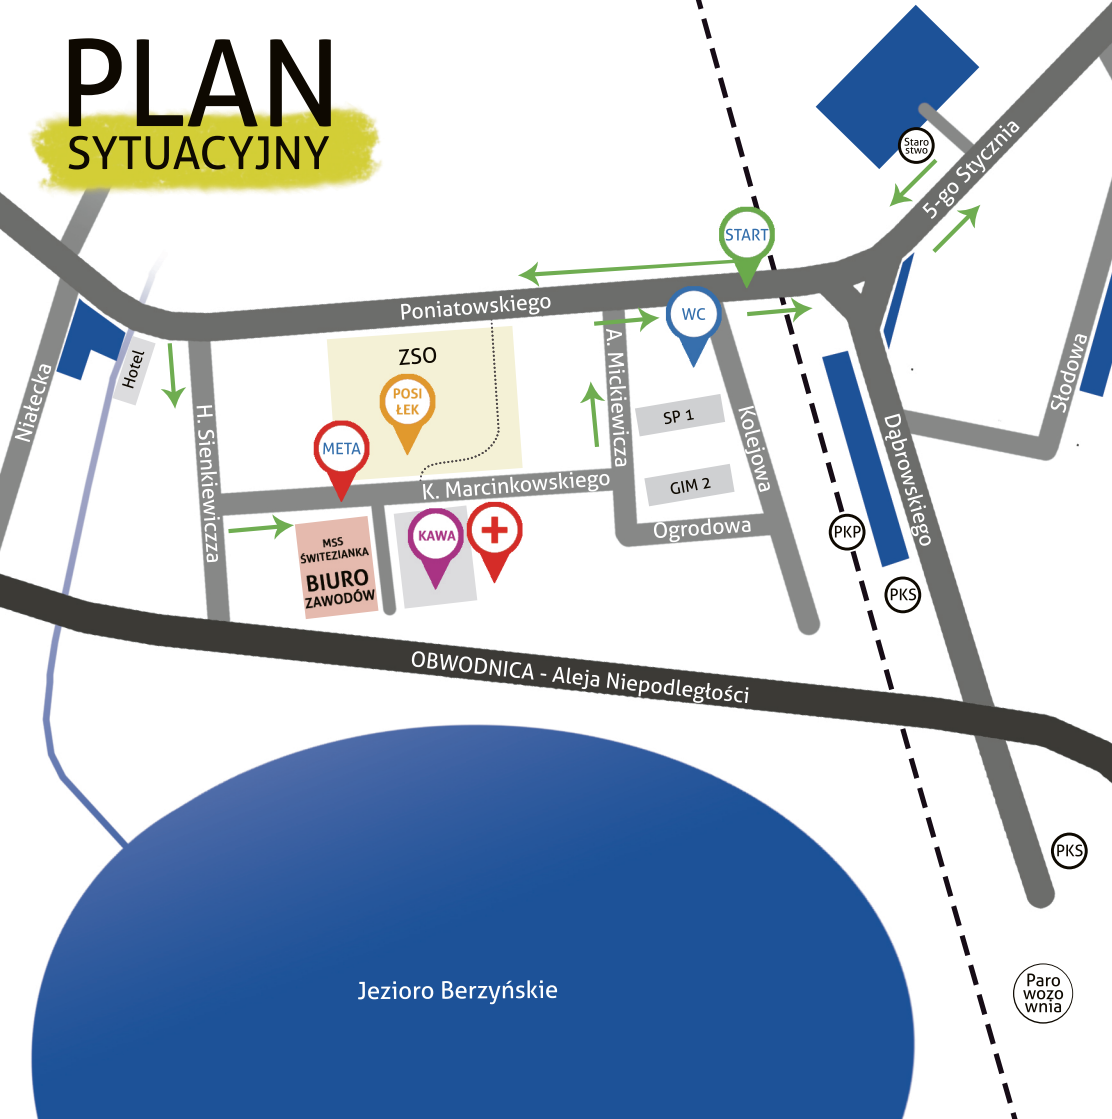 PLAN
SYTUACYJNY
Staro
stwo
5-go Stycznia
START
Poniatowskiego
WC
ZSO
Hotel
Niałecka
POSI
ŁEK
META
H. Sienkiewiczza
A. Mickiewicza
SP 1
GIM 2
Kolejowa
Słodowa
Dąbrowskiego
K. Marcinkowskiego
Ogrodowa
KAWA
MSS
ŚWITEZIANKA
BIURO
ZAWODÓW
PKP
PKS
OBWODNICA - Aleja Niepodległości
PKS
Jezioro Berzyńskie
Paro
wozo
wnia